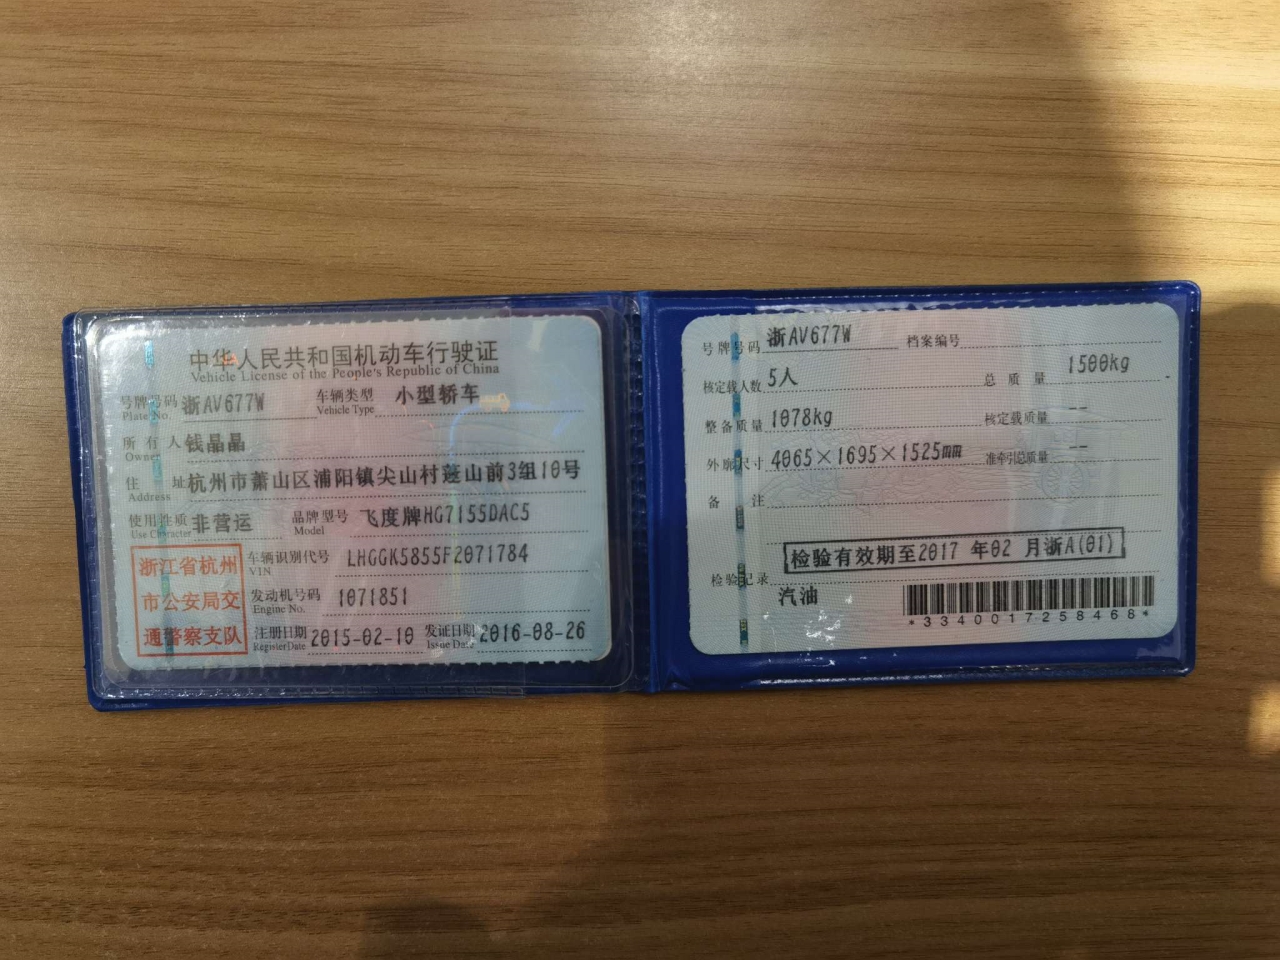 中华人民共和国机动车行驶证
Vehicle License of the People's Republic of China
号牌号码 浙AV677W 车辆类型 小型轿车
Plate No. Vehicle Type
所有人 钱晶晶
Owner
住址 杭州市萧山区浦阳镇尖山村蓬山前3组10号
Address
使用性质 非营运 品牌型号 飞度牌HG7155DAC5
Use Character Model
浙江省杭州
市公安局交
通警察支队
车辆识别代号 LHGGK5855F2071784
VIN
发动机号码 1071851
Engine No.
注册日期 2015-02-10 发证日期 2016-08-26
Register Date Issue Date
号牌号码 浙AV677W 档案编号
核定载人数 5人 总质量 1500kg
整备质量 1078kg 核定载质量 --
外廓尺寸 4065×1695×1525mm 准牵引总质量 --
备注
检验有效期至2017 年02 月浙A(01)
检验记录
汽油
*3340017258468*